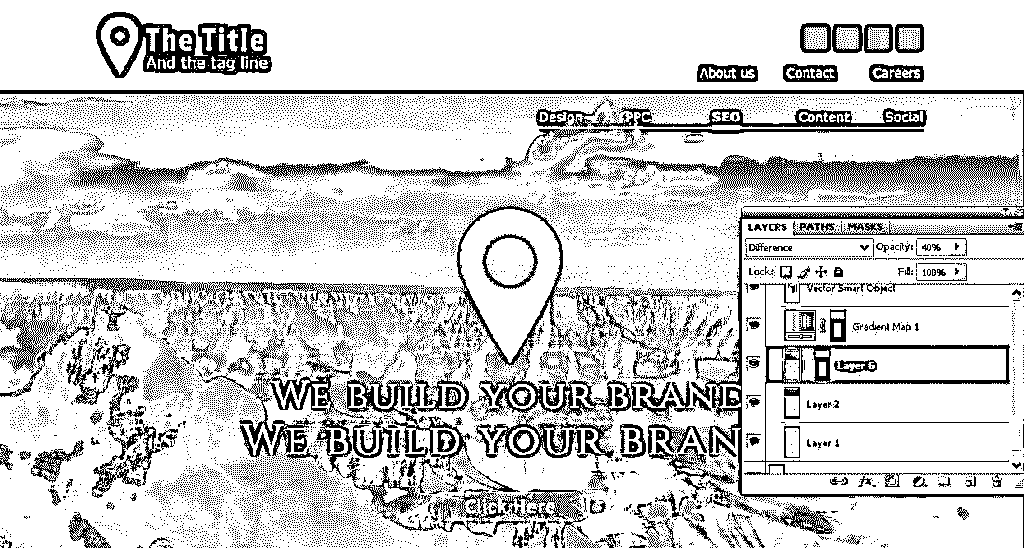 The Title
And the tag line
About us Contact Careers
Design PPC SEO Content Social
LAYERS PATHS MASKS
Difference Opacity: 40%
Lock: Fill: 100%
Vector Smart Object
Gradient Map 1
Layer 6
Layer 2
Layer 1
WE BUILD YOUR BRAND
WE BUILD YOUR BRAN
Click Here